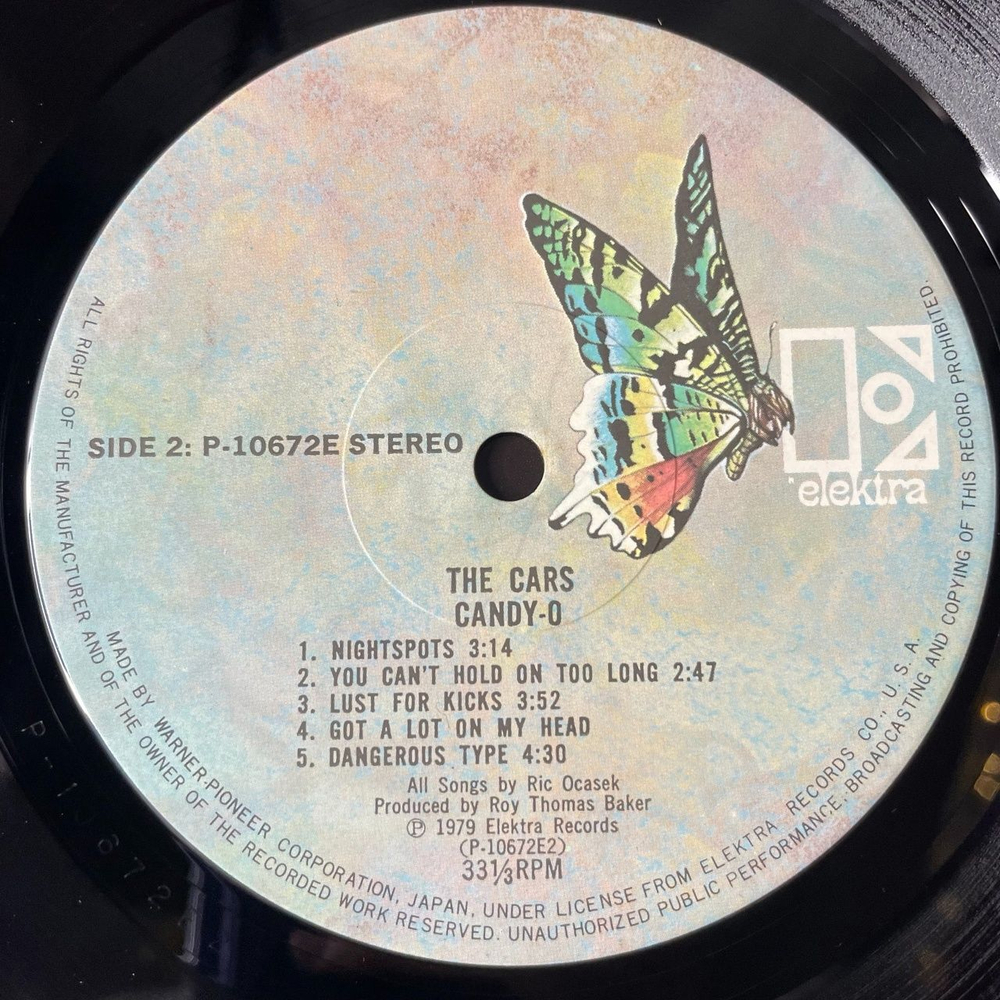 elektra
SIDE 2: P-10672E STEREO
THE CARS
CANDY-O
1. NIGHTSPOTS 3:14
2. YOU CAN'T HOLD ON TOO LONG 2:47
3. LUST FOR KICKS 3:52
4. GOT A LOT ON MY HEAD
5. DANGEROUS TYPE 4:30
All Songs by Ric Ocasek
Produced by Roy Thomas Baker
℗ 1979 Elektra Records
(P-10672E2)
33⅓RPM
MADE BY WARNER-PIONEER CORPORATION, JAPAN, UNDER LICENSE FROM ELEKTRA RECORDS CO., U. S. A.
ALL RIGHTS OF THE MANUFACTURER AND OF THE OWNER OF THE RECORDED WORK RESERVED. UNAUTHORIZED PUBLIC PERFORMANCE, BROADCASTING AND COPYING OF THIS RECORD PROHIBITED.